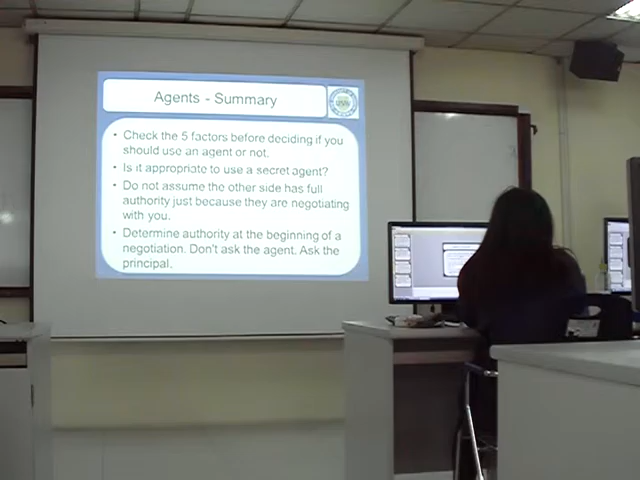 Agents - Summary
• Check the 5 factors before deciding if you
should use an agent or not.
• Is it appropriate to use a secret agent?
• Do not assume the other side has full
authority just because they are negotiating
with you.
• Determine authority at the beginning of a
negotiation. Don't ask the agent. Ask the
principal.